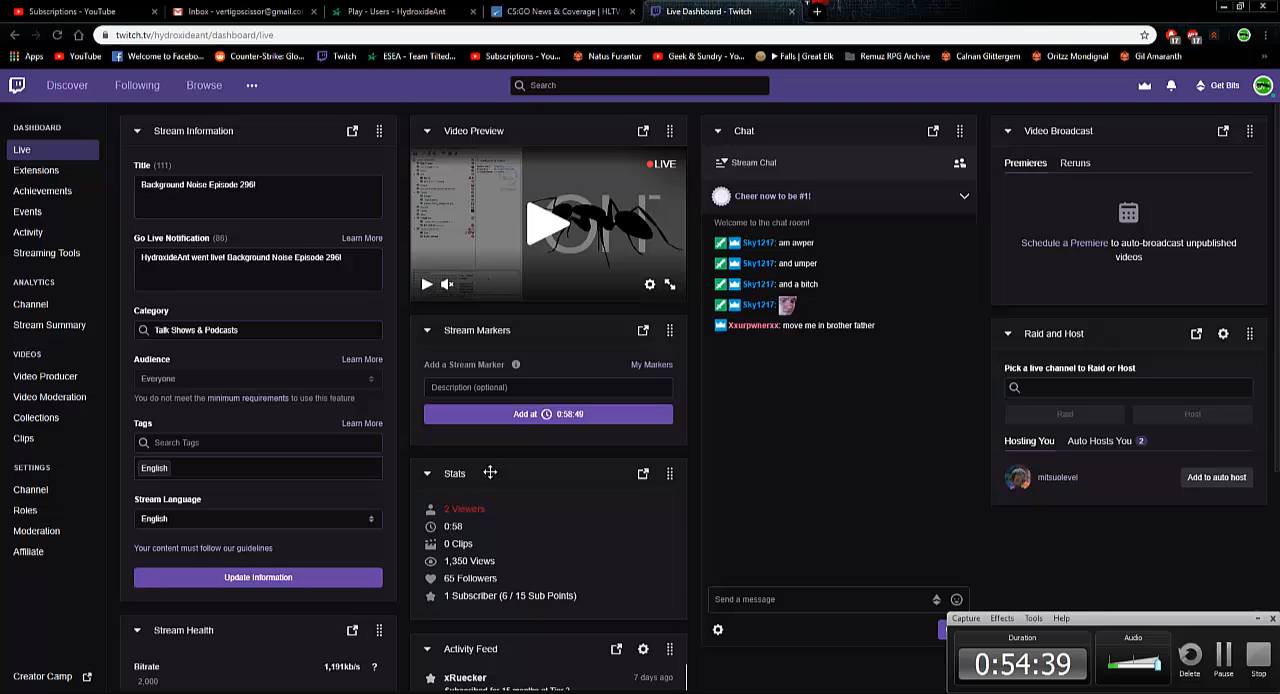 Subscriptions - YouTube
Inbox - vertigoscissor@gmail.co
Play - Users - HydroxideAnt
CS:GO News & Coverage | HLTV
Live Dashboard - Twitch
twitch.tv/hydroxideant/dashboard/live
Apps
YouTube
Welcome to Facebo...
Counter-Strike: Glo...
Twitch
ESEA - Team Titled...
Subscriptions - You...
Natus Furantur
Geek & Sundry - Yo...
Falls | Great Elk
Remuz RPG Archive
Calnan Glittergem
Oritzz Mondignal
Gil Amaranth
Discover
Following
Browse
Search
Get Bits
DASHBOARD
Live
Extensions
Achievements
Events
Activity
Streaming Tools
ANALYTICS
Channel
Stream Summary
VIDEOS
Video Producer
Video Moderation
Collections
Clips
SETTINGS
Channel
Roles
Moderation
Affiliate
Creator Camp
Stream Information
Title (111)
Background Noise Episode 296!
Go Live Notification (86)
Learn More
HydroxideAnt went live! Background Noise Episode 296!
Category
Talk Shows & Podcasts
Audience
Learn More
Everyone
You do not meet the minimum requirements to use this feature
Tags
Learn More
Search Tags
English
Stream Language
English
Your content must follow our guidelines
Update Information
Stream Health
Bitrate
1,191kb/s ?
2,000
Video Preview
LIVE
Stream Markers
Add a Stream Marker
My Markers
Description (optional)
Add at 0:58:49
Stats
2 Viewers
0:58
0 Clips
1,350 Views
65 Followers
1 Subscriber (6 / 15 Sub Points)
Activity Feed
xRuecker
7 days ago
Subscribed for 15 months at Tier 2
Chat
Stream Chat
Cheer now to be #1!
Welcome to the chat room!
Sky1217: am awper
Sky1217: and umper
Sky1217: and a bitch
Sky1217:
Xxurpwnerxx: move me in brother father
Send a message
Video Broadcast
Premieres
Reruns
Schedule a Premiere to auto-broadcast unpublished
videos
Raid and Host
Pick a live channel to Raid or Host
Raid
Host
Hosting You
Auto Hosts You 2
mitsuolevel
Add to auto host
Capture
Effects
Tools
Help
Duration
0:54:39
Audio
Delete
Pause
Stop